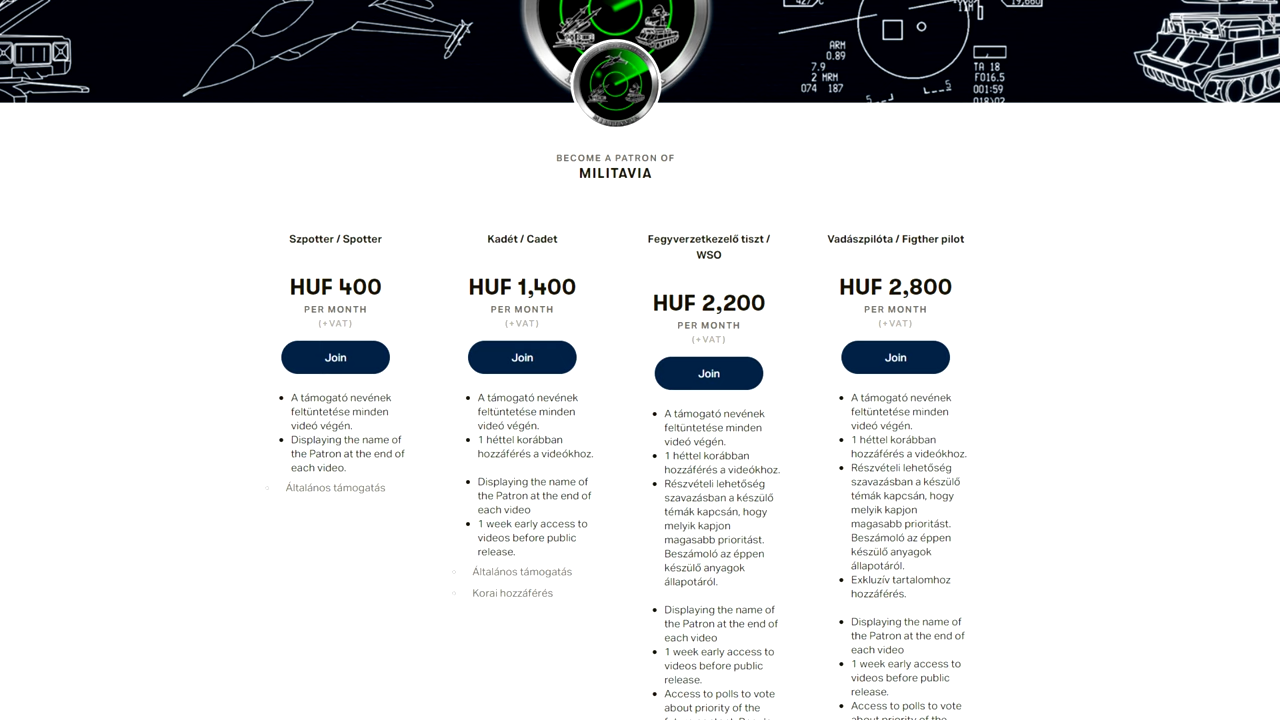 ARM
0.89
7.9
2 MRM
074 187
TA 18
F016.5
001:59
BECOME A PATRON OF
MILITAVIA
Szpotter / Spotter
HUF 400
PER MONTH
(+VAT)
Join
A támogató nevének
feltüntetése minden
videó végén.
Displaying the name of
the Patron at the end of
each video.
Általános támogatás
Kadét / Cadet
HUF 1,400
PER MONTH
(+VAT)
Join
A támogató nevének
feltüntetése minden
videó végén.
1 héttel korábban
hozzáférés a videókhoz.
Displaying the name of
the Patron at the end of
each video
1 week early access to
videos before public
release.
Általános támogatás
Korai hozzáférés
Fegyverzetkezelő tiszt /
WSO
HUF 2,200
PER MONTH
(+VAT)
Join
A támogató nevének
feltüntetése minden
videó végén.
1 héttel korábban
hozzáférés a videókhoz.
Részvételi lehetőség
szavazásban a készülő
témák kapcsán, hogy
melyik kapjon
magasabb prioritást.
Beszámoló az éppen
készülő anyagok
állapotáról.
Displaying the name of
the Patron at the end of
each video
1 week early access to
videos before public
release.
Access to polls to vote
about priority of the
Vadászpilóta / Figther pilot
HUF 2,800
PER MONTH
(+VAT)
Join
A támogató nevének
feltüntetése minden
videó végén.
1 héttel korábban
hozzáférés a videókhoz.
Részvételi lehetőség
szavazásban a készülő
témák kapcsán, hogy
melyik kapjon
magasabb prioritást.
Beszámoló az éppen
készülő anyagok
állapotáról.
Exkluzív tartalomhoz
hozzáférés.
Displaying the name of
the Patron at the end of
each video
1 week early access to
videos before public
release.
Access to polls to vote
about priority of the